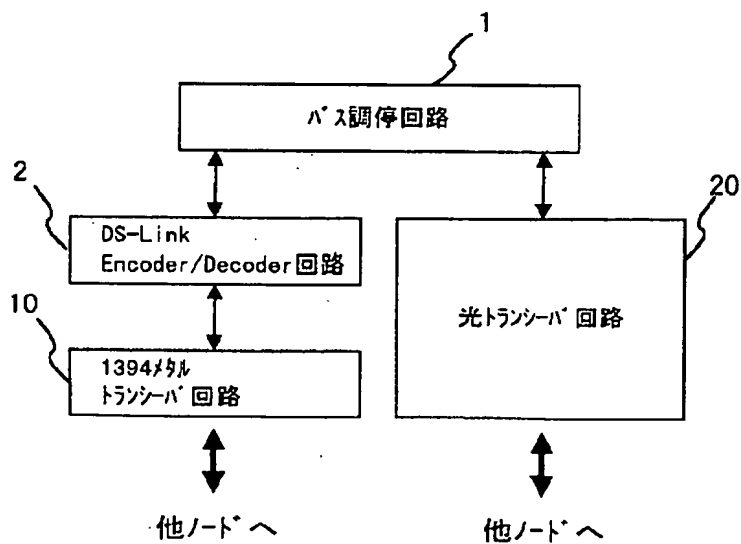 1
バス調停回路
2
20
DS-Link
Encoder/Decoder回路
光トランシーバ回路
10
1394メタル
トランシーバ回路
他ノードへ
他ノードへ